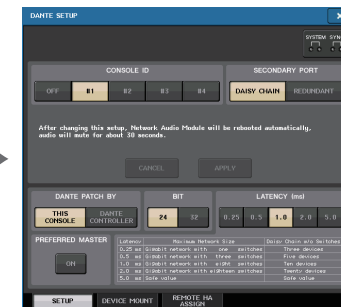 DANTE SETUP
SYSTEM SYNC
CONSOLE ID
SECONDARY PORT
OFF #1 #2 #3 #4 DAISY CHAIN REDUNDANT
After changing this setup, Network Audio Module will be rebooted automatically,
audio will mute for about 30 seconds.
CANCEL APPLY
DANTE PATCH BY
BIT
LATENCY (ms)
THIS CONSOLE
DANTE CONTROLLER
24 32 0.25 0.5 1.0 2.0 5.0
PREFERRED MASTER
ON
Latency Maximum Network Size Daisy Chain w/o Switches
0.25 ms Gigabit network with one switches Three devices
0.5 ms Gigabit network with three switches Five devices
1.0 ms Gigabit network with eight switches Ten devices
2.0 ms Gigabit network with eighteen switches Twenty devices
5.0 ms Safe value Safe value
SETUP DEVICE MOUNT REMOTE HA
ASSIGN